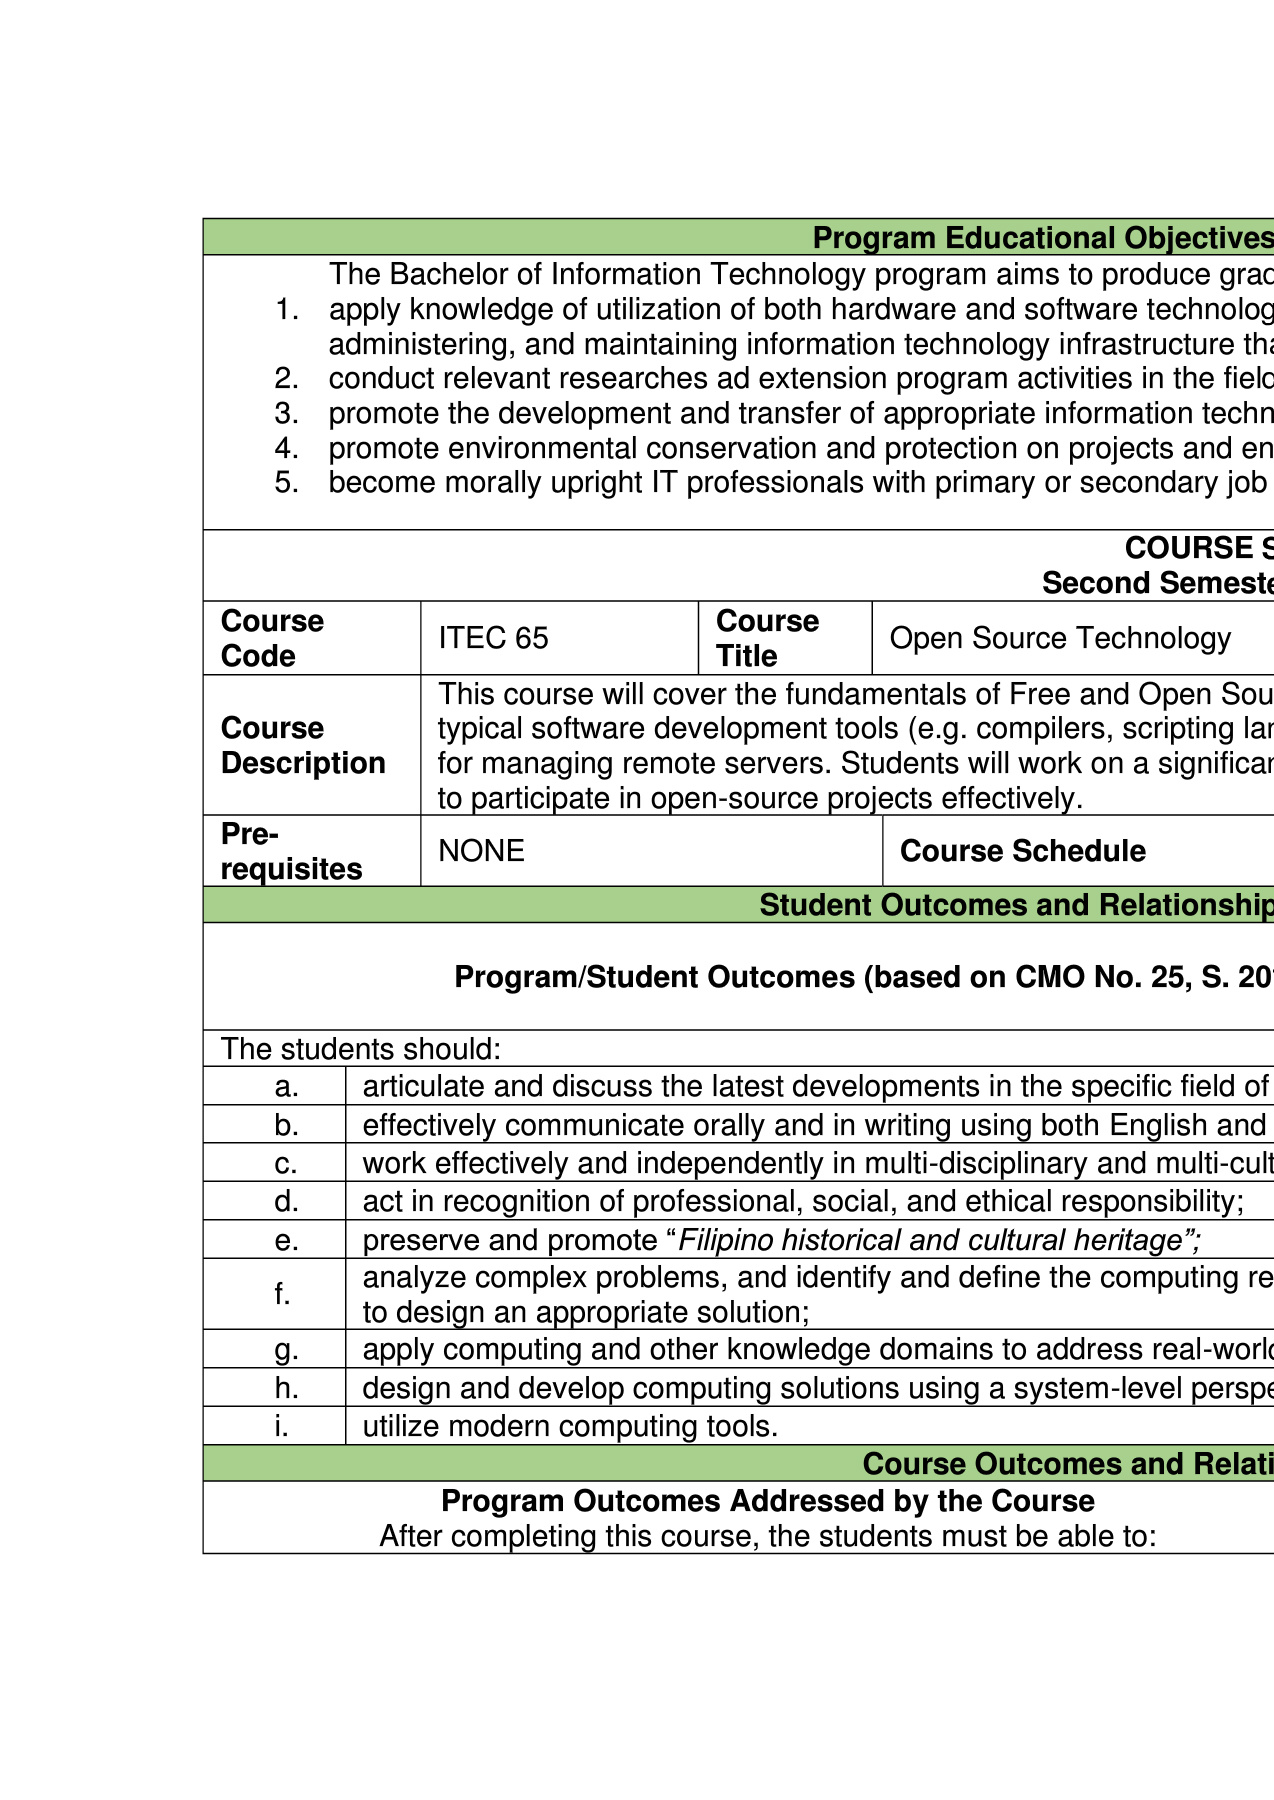 Program Educational Objectives
The Bachelor of Information Technology program aims to produce grad
1. apply knowledge of utilization of both hardware and software technolog
administering, and maintaining information technology infrastructure tha
2. conduct relevant researches ad extension program activities in the field
3. promote the development and transfer of appropriate information techn
4. promote environmental conservation and protection on projects and en
5. become morally upright IT professionals with primary or secondary job
COURSE S
Second Semeste
Course Code ITEC 65 Course Title Open Source Technology
Course Description
This course will cover the fundamentals of Free and Open Sou
typical software development tools (e.g. compilers, scripting lan
for managing remote servers. Students will work on a significan
to participate in open-source projects effectively.
Pre-requisites NONE Course Schedule
Student Outcomes and Relationship
Program/Student Outcomes (based on CMO No. 25, S. 201
The students should:
a. articulate and discuss the latest developments in the specific field of
b. effectively communicate orally and in writing using both English and
c. work effectively and independently in multi-disciplinary and multi-cult
d. act in recognition of professional, social, and ethical responsibility;
e. preserve and promote “Filipino historical and cultural heritage”;
f. analyze complex problems, and identify and define the computing re
to design an appropriate solution;
g. apply computing and other knowledge domains to address real-world
h. design and develop computing solutions using a system-level perspe
i. utilize modern computing tools.
Course Outcomes and Relati
Program Outcomes Addressed by the Course
After completing this course, the students must be able to: